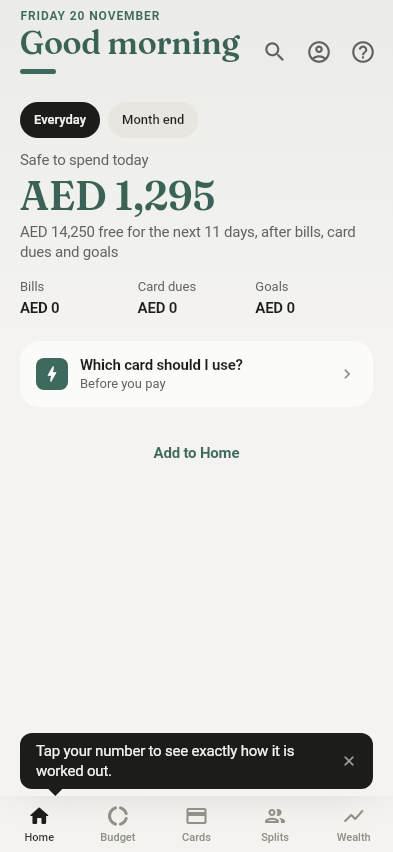 FRIDAY 20 NOVEMBER
Good morning
Everyday
Month end
Safe to spend today
AED 1,295
AED 14,250 free for the next 11 days, after bills, card
dues and goals
Bills
Card dues
Goals
AED 0
AED 0
AED 0
Which card should I use?
Before you pay
Add to Home
Tap your number to see exactly how it is
worked out.
Home
Budget
Cards
Splits
Wealth